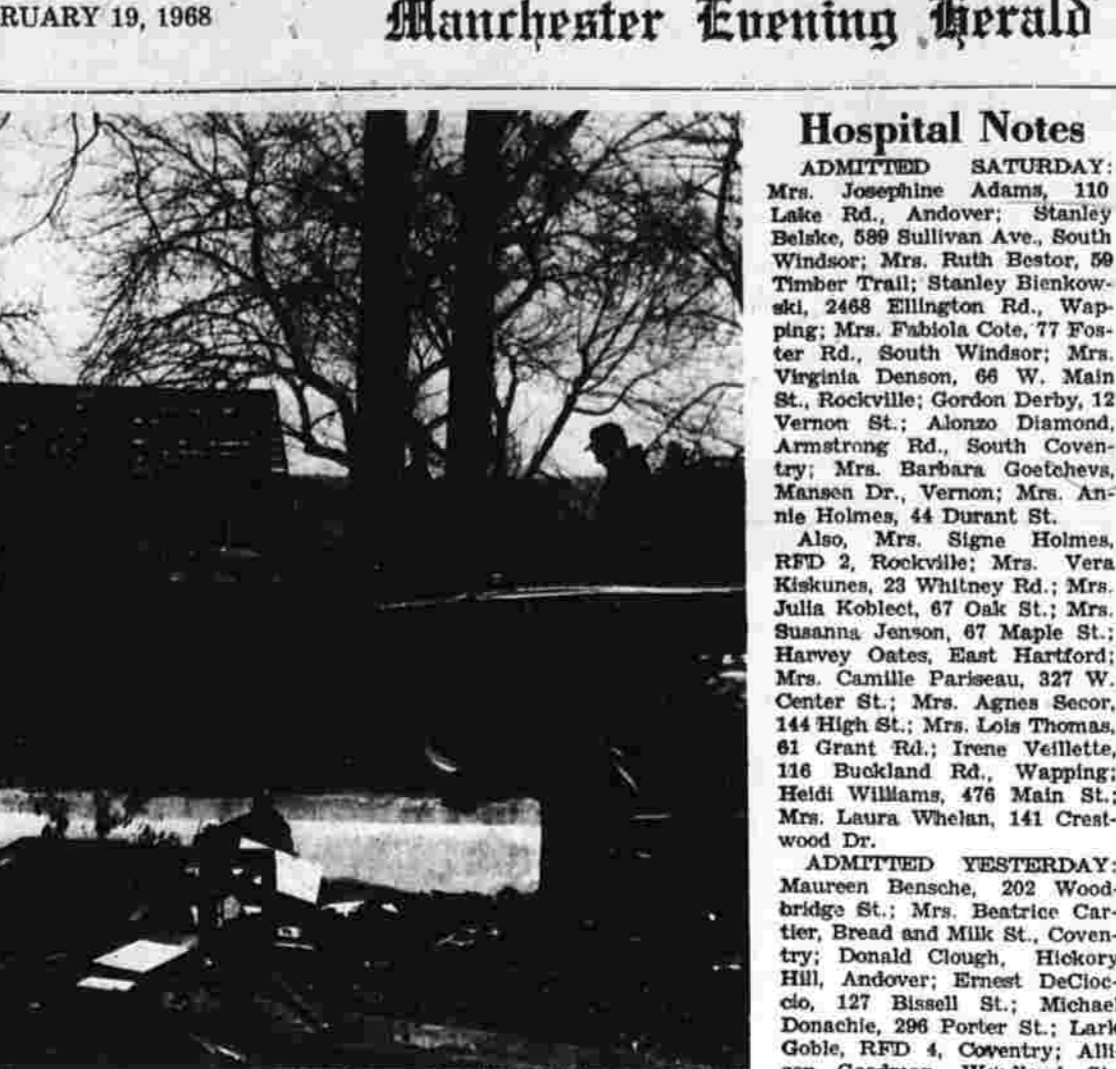 RUARY 19, 1968
Manchester Evening Herald
Hospital Notes
ADMITTED SATURDAY:
Mrs. Josephine Adams, 110
Lake Rd., Andover; Stanley
Belske, 589 Sullivan Ave., South
Windsor; Mrs. Ruth Bestor, 59
Timber Trail; Stanley Bienkow-
ski, 2468 Ellington Rd., Wap-
ping; Mrs. Fabiola Cote, 77 Fos-
ter Rd., South Windsor; Mrs.
Virginia Denson, 66 W. Main
St., Rockville; Gordon Derby, 12
Vernon St.; Alonzo Diamond,
Armstrong Rd., South Coven-
try; Mrs. Barbara Goetchevs,
Mansen Dr., Vernon; Mrs. An-
nie Holmes, 44 Durant St.
Also, Mrs. Signe Holmes,
RFD 2, Rockville; Mrs. Vera
Kiskunes, 23 Whitney Rd.; Mrs.
Julia Koblect, 67 Oak St.; Mrs.
Susanna Jenson, 67 Maple St.;
Harvey Oates, East Hartford;
Mrs. Camille Pariseau, 327 W.
Center St.; Mrs. Agnes Secor,
144 High St.; Mrs. Lois Thomas,
61 Grant Rd.; Irene Veillette,
116 Buckland Rd., Wapping;
Heidi Williams, 476 Main St.;
Mrs. Laura Whelan, 141 Crest-
wood Dr.
ADMITTED YESTERDAY:
Maureen Bensche, 202 Wood-
bridge St.; Mrs. Beatrice Car-
tier, Bread and Milk St., Coven-
try; Donald Clough, Hickory
Hill, Andover; Ernest DeCioc-
cio, 127 Bissell St.; Michael
Donachie, 296 Porter St.; Lark
Goble, RFD 4, Coventry; Alli